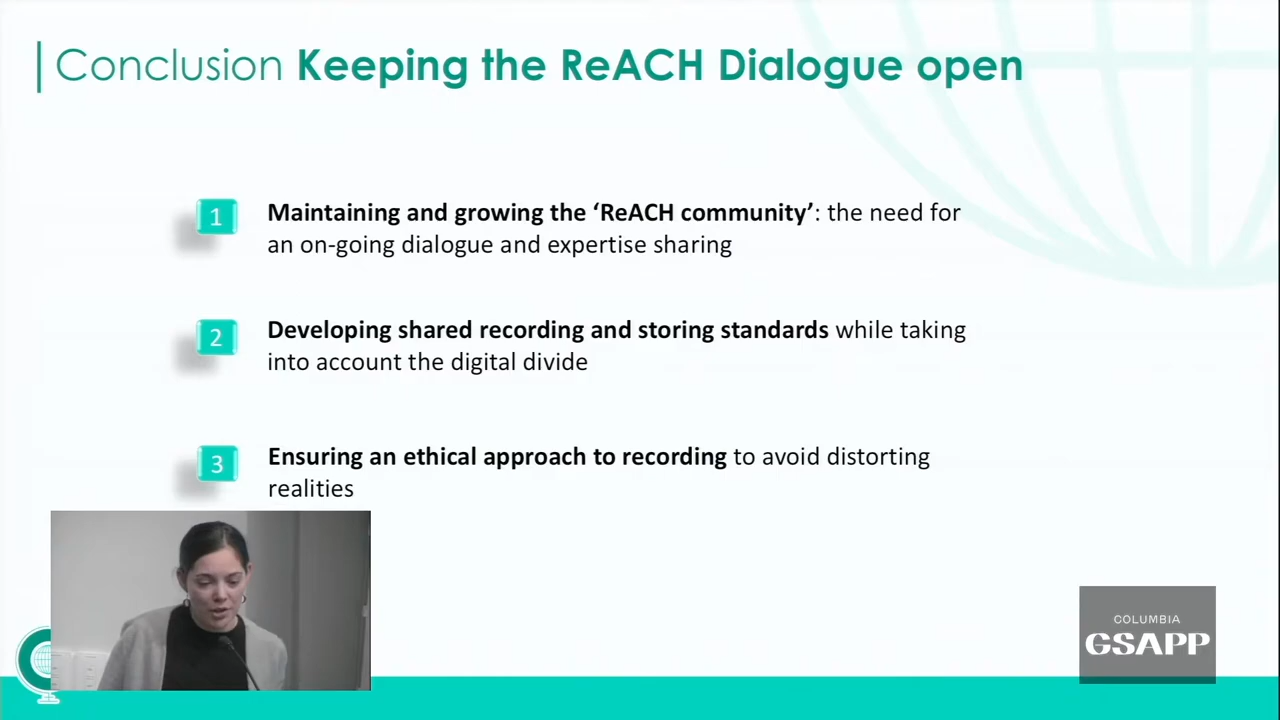 Conclusion Keeping the ReACH Dialogue open
1
Maintaining and growing the ‘ReACH community’: the need for
an on-going dialogue and expertise sharing
2
Developing shared recording and storing standards while taking
into account the digital divide
3
Ensuring an ethical approach to recording to avoid distorting
realities
COLUMBIA
GSAPP